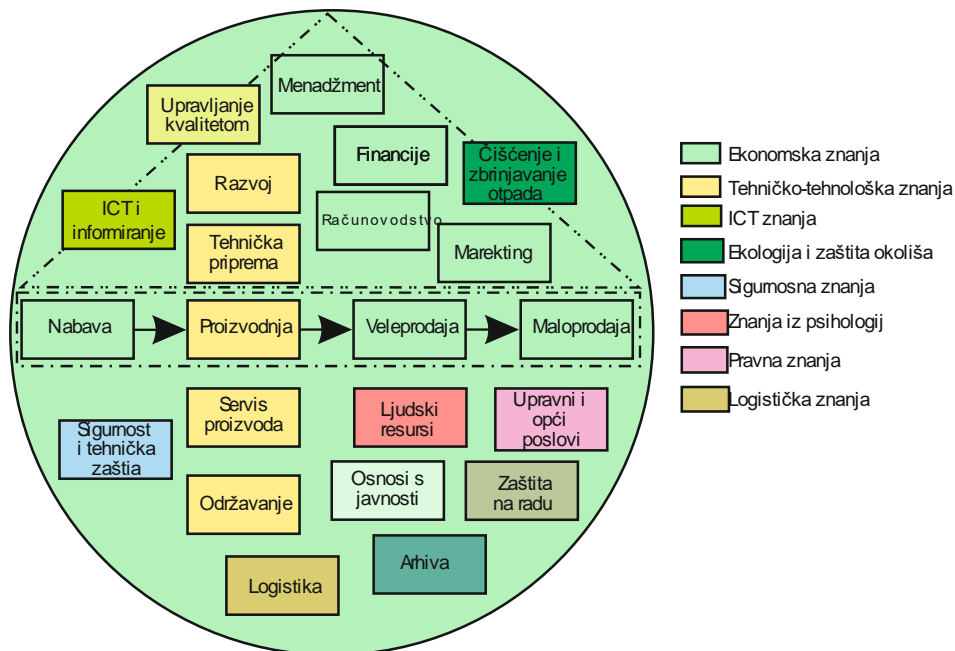 Menadžment
Upravljanje
kvalitetom
Financije
Čišćenje i
zbrinjavanje
otpada
Razvoj
ICT i
informiranje
Računovodstvo
Tehnička
priprema
Marekting
Nabava
Proizvodnja
Veleprodaja
Maloprodaja
Servis
proizvoda
Ljudski
resursi
Upravni i
opći
poslovi
Sigurnost
i tehnička
zaštia
Osnosi s
javnosti
Zaštita
na radu
Održavanje
Logistika
Arhiva
Ekonomska znanja
Tehničko-tehnološka znanja
ICT znanja
Ekologija i zaštita okoliša
Sigurnosna znanja
Znanja iz psihologij
Pravna znanja
Logistička znanja